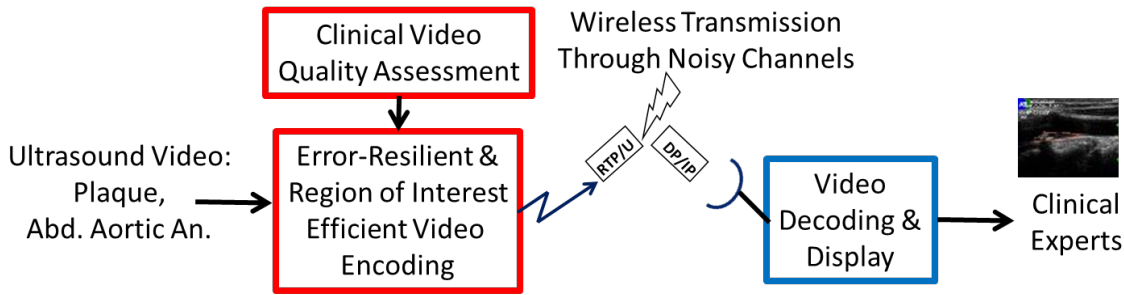 Clinical Video
Quality Assessment
Wireless Transmission
Through Noisy Channels
Ultrasound Video:
Plaque,
Abd. Aortic An.
Error-Resilient &
Region of Interest
Efficient Video
Encoding
RTP/U
DP/IP
Video
Decoding &
Display
Clinical
Experts